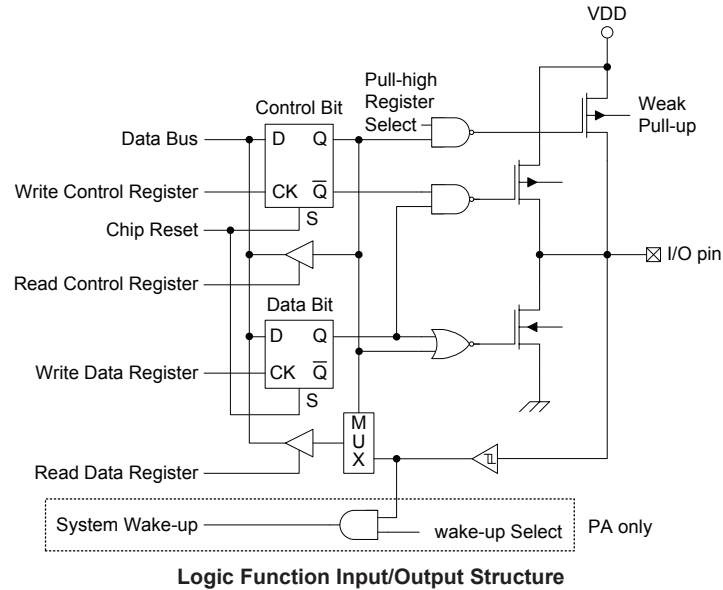 VDD
Pull-high
Register
Select
Control Bit
Weak
Pull-up
Data Bus
D
Q
Write Control Register
CK
Q̅
S
Chip Reset
I/O pin
Read Control Register
Data Bit
D
Q
Write Data Register
CK
Q̅
S
M
U
X
Read Data Register
System Wake-up
wake-up Select
PA only
Logic Function Input/Output Structure